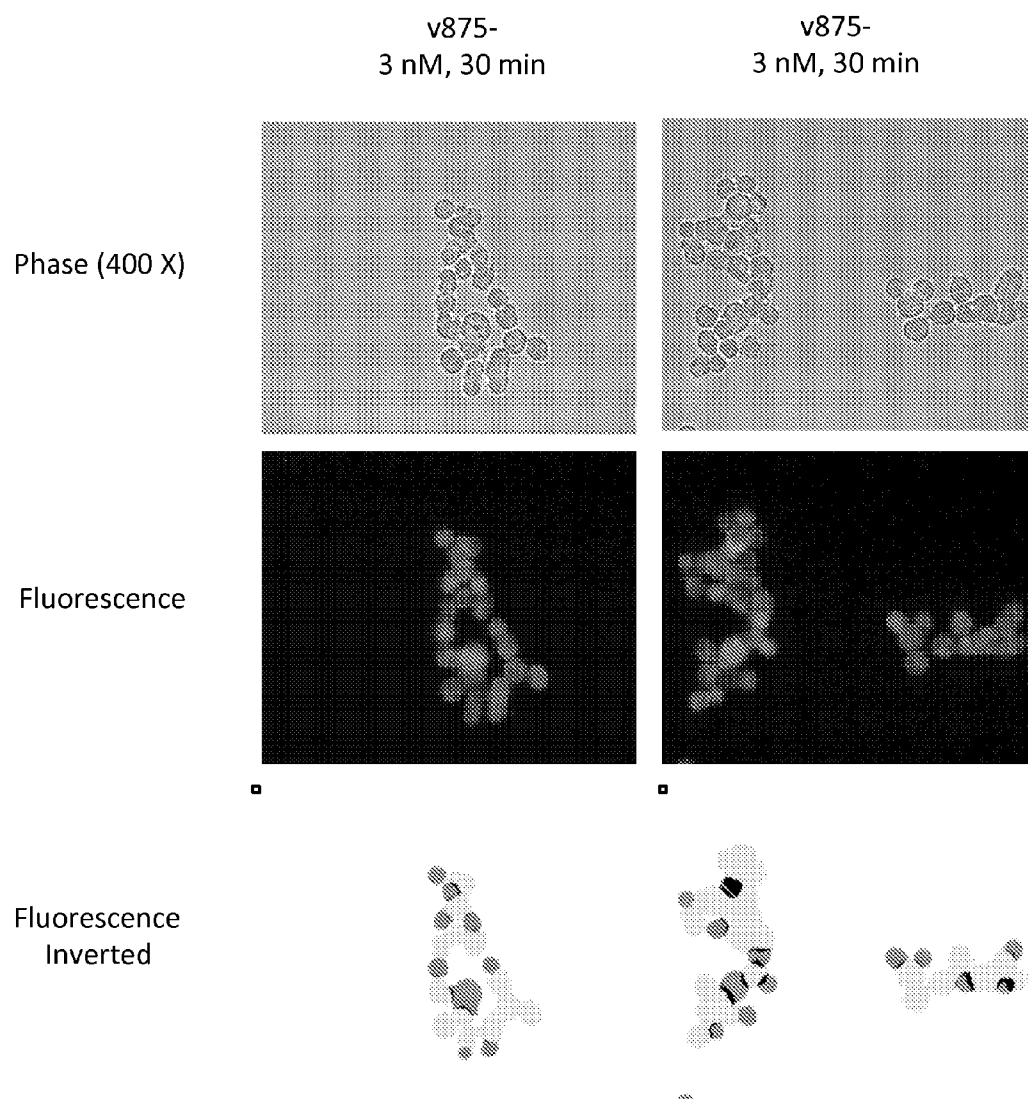 v875-
3 nM, 30 min
v875-
3 nM, 30 min
Phase (400 X)
Fluorescence
Fluorescence
Inverted